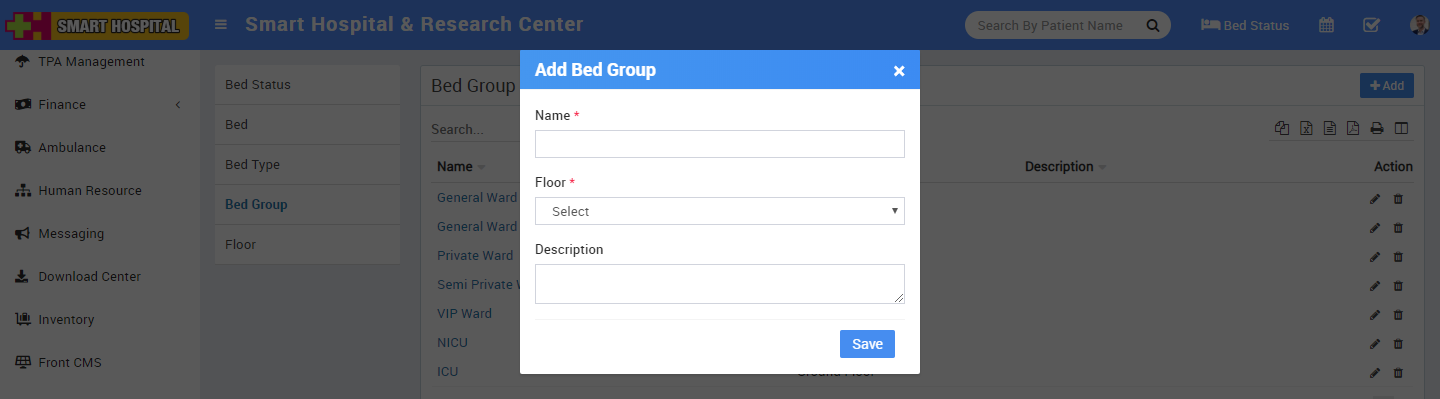 SMART HOSPITAL
Smart Hospital & Research Center
Search By Patient Name
Bed Status
TPA Management
Finance
Ambulance
Human Resource
Messaging
Download Center
Inventory
Front CMS
Bed Status
Bed
Bed Type
Bed Group
Floor
Bed Group
Add
Search...
Name
Description
Action
General Ward
General Ward
Private Ward
Semi Private
VIP Ward
NICU
ICU
Ground Floor
Add Bed Group
×
Name *
Floor *
Select
Description
Save